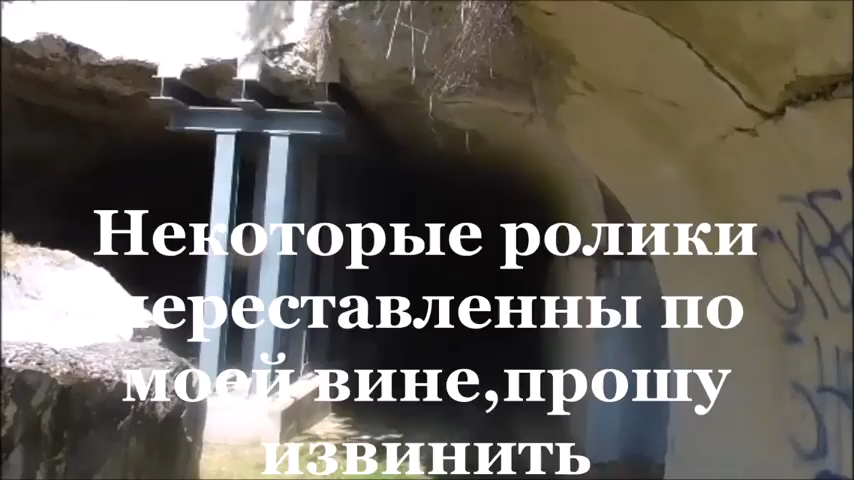 Некоторые ролики
переставленны по
моей вине,прошу
извинить